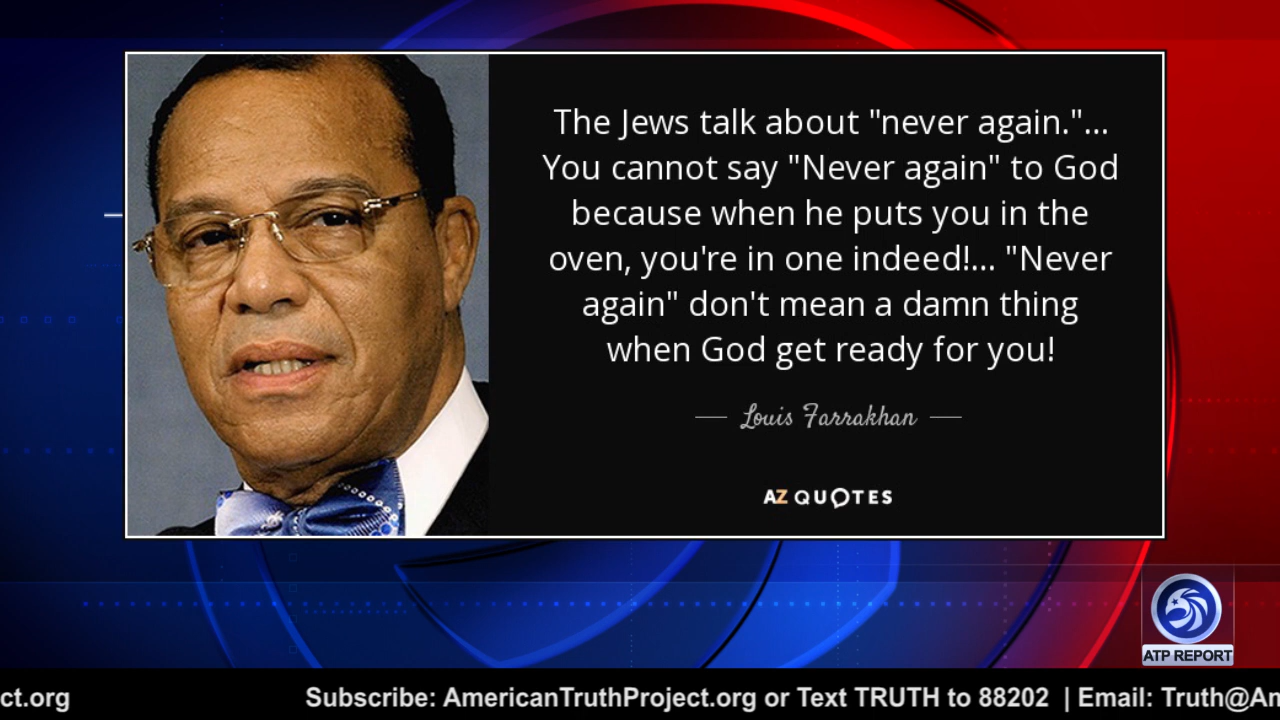 The Jews talk about "never again."...
You cannot say "Never again" to God
because when he puts you in the
oven, you're in one indeed!... "Never
again" don't mean a damn thing
when God get ready for you!
Louis Farrakhan
AZ QUOTES
ATP REPORT
ct.org Subscribe: AmericanTruthProject.org or Text TRUTH to 88202 | Email: Truth@An